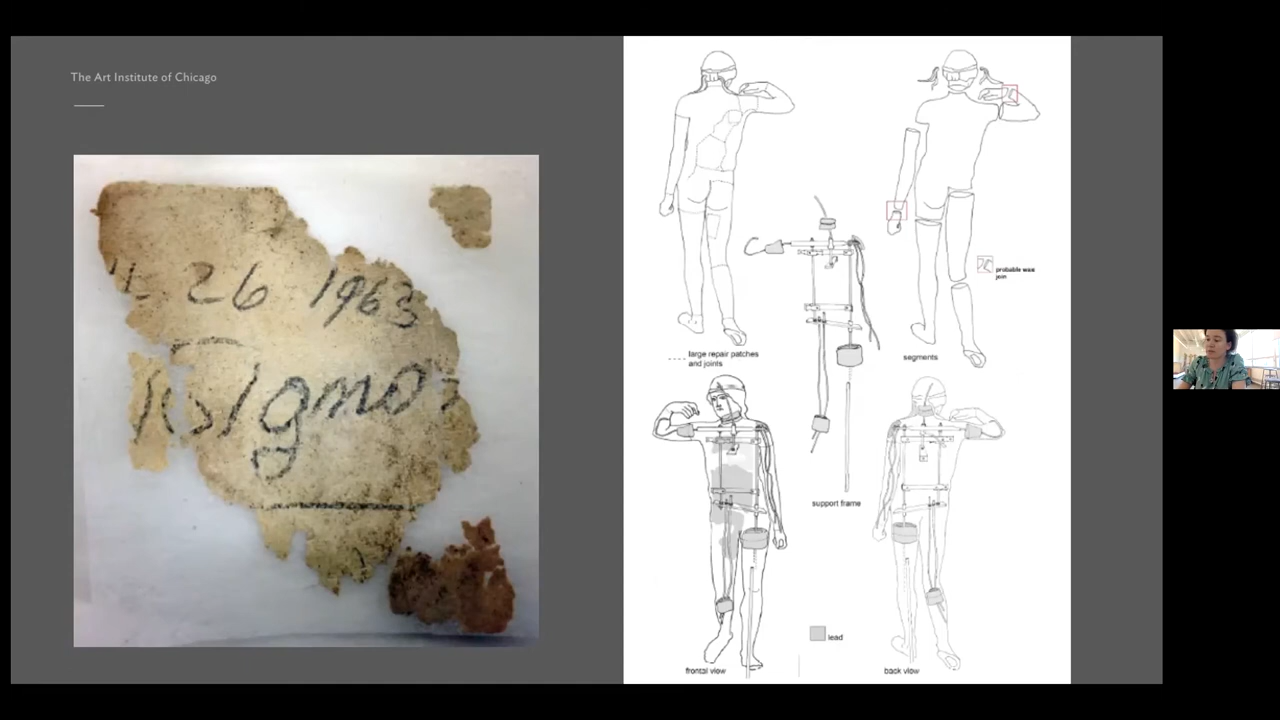 The Art Institute of Chicago
26 1963
large repair patches
and joints
segments
probable wax
join
support frame
lead
frontal view
back view